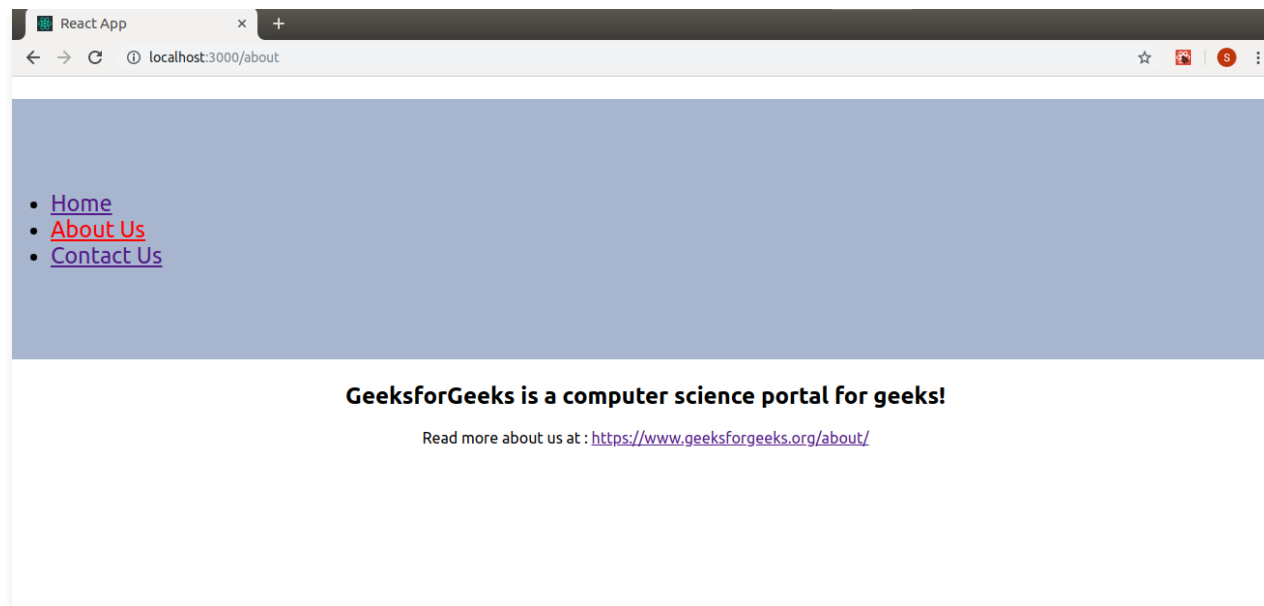 React App
localhost:3000/about
S
Home
About Us
Contact Us
GeeksforGeeks is a computer science portal for geeks!
Read more about us at : https://www.geeksforgeeks.org/about/